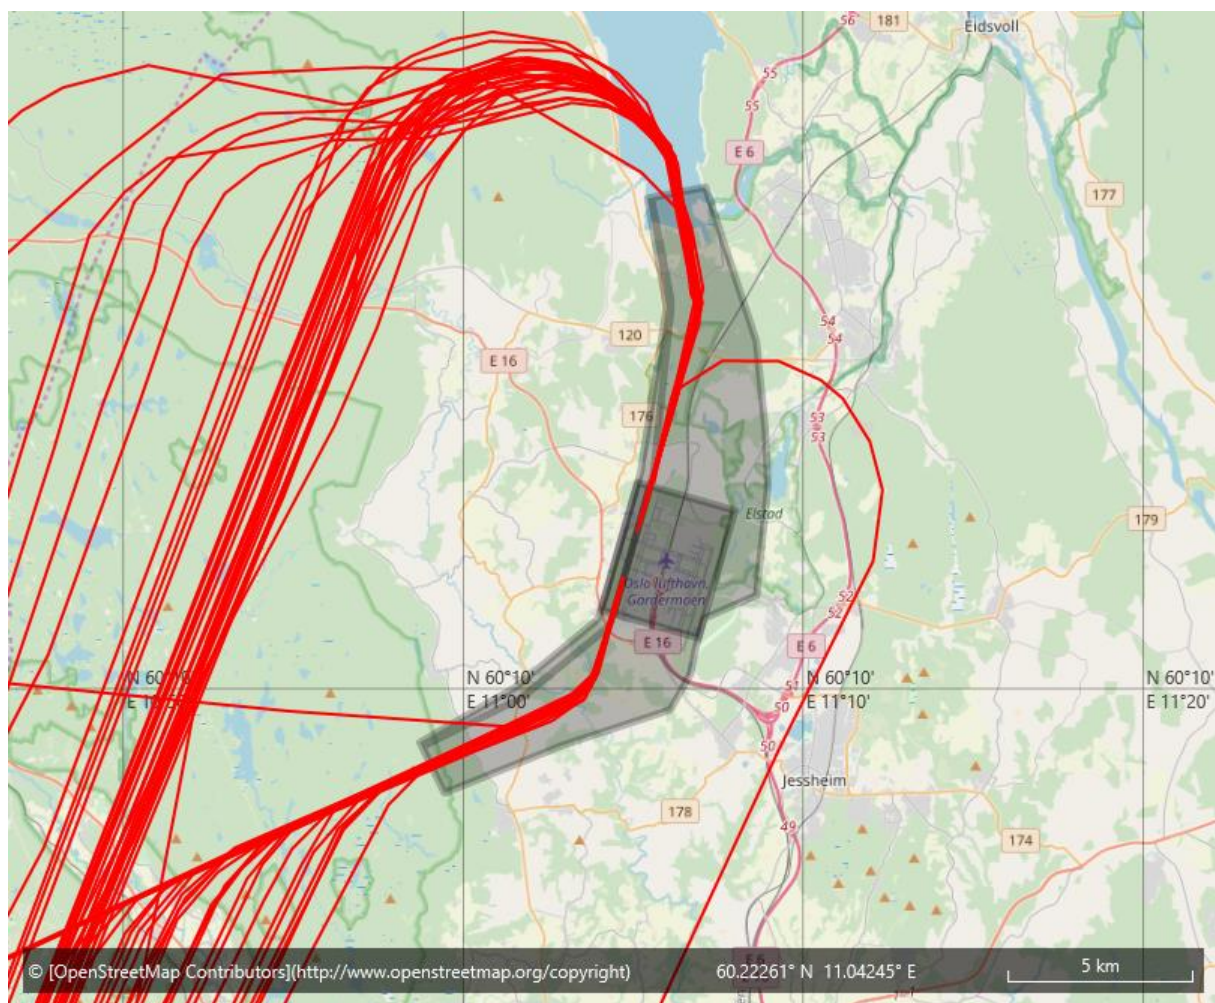 56
181
Eidsvoll
55
55
E 6
177
54
54
120
E 16
176
53
53
Elstad
179
Oslo lufthavn,
Gardermoen
52
52
E 16
E 6
N 60°10'
N 60°10'
N 60°10'
51
E 11°00'
E 11°10'
E 11°20'
50
50
Jessheim
178
49
174
© [OpenStreetMap Contributors](http://www.openstreetmap.org/copyright)
60.22261° N 11.04245° E
5 km